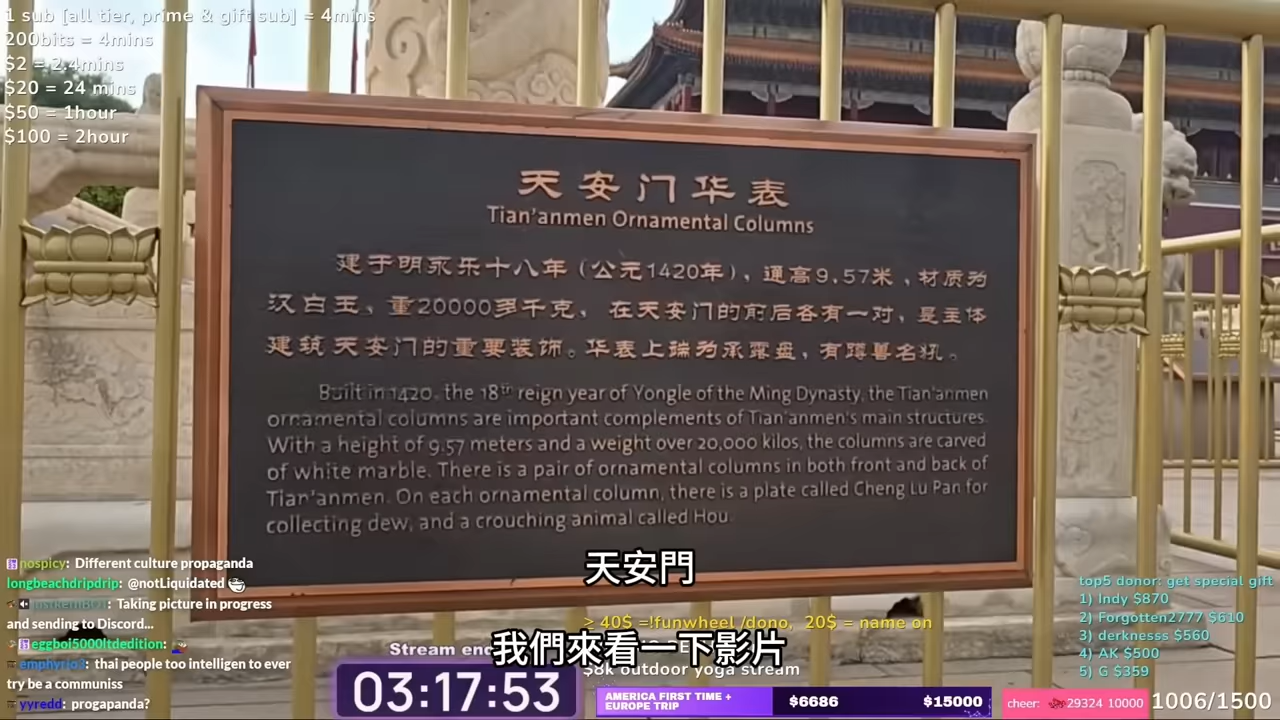 1 sub [all tier, prime & gift sub] = 4mins
200bits = 4mins
$2 = 2.4mins
$20 = 24 mins
$50 = 1hour
$100 = 2hour
天安门华表
Tian'anmen Ornamental Columns
建于明永乐十八年（公元1420年），通高9.57米，材质为
汉白玉，重20000多千克，在天安门的前后各有一对，是主体
建筑天安门的重要装饰。华表上端为承露盘，有蹲兽名犼。
Built in 1420, the 18th reign year of Yongle of the Ming Dynasty, the Tian'anmen
ornamental columns are important complements of Tian'anmen's main structures.
With a height of 9.57 meters and a weight over 20,000 kilos, the columns are carved
of white marble. There is a pair of ornamental columns in both front and back of
Tian'anmen. On each ornamental column, there is a plate called Cheng Lu Pan for
collecting dew, and a crouching animal called Hou.
天安門
我們來看一下影片
nospicy: Different culture propaganda
longbeachdripdrip: @notLiquidated
: Taking picture in progress
and sending to Discord...
eggboi5000ltdedition:
: thai people too intelligen to ever
try be a communiss
yyredd: progaganda?
≥ 40$ =!funwheel /dono, 20$ = name on
Stream end
$8k outdoor yoga stream
03:17:53
AMERICA FIRST TIME +
EUROPE TRIP
$6686
$15000
top5 donor: get special gift
1) Indy $870
2) Forgotten2777 $610
3) derknesss $560
4) AK $500
5) G $359
cheer: 29324 10000
1006/1500